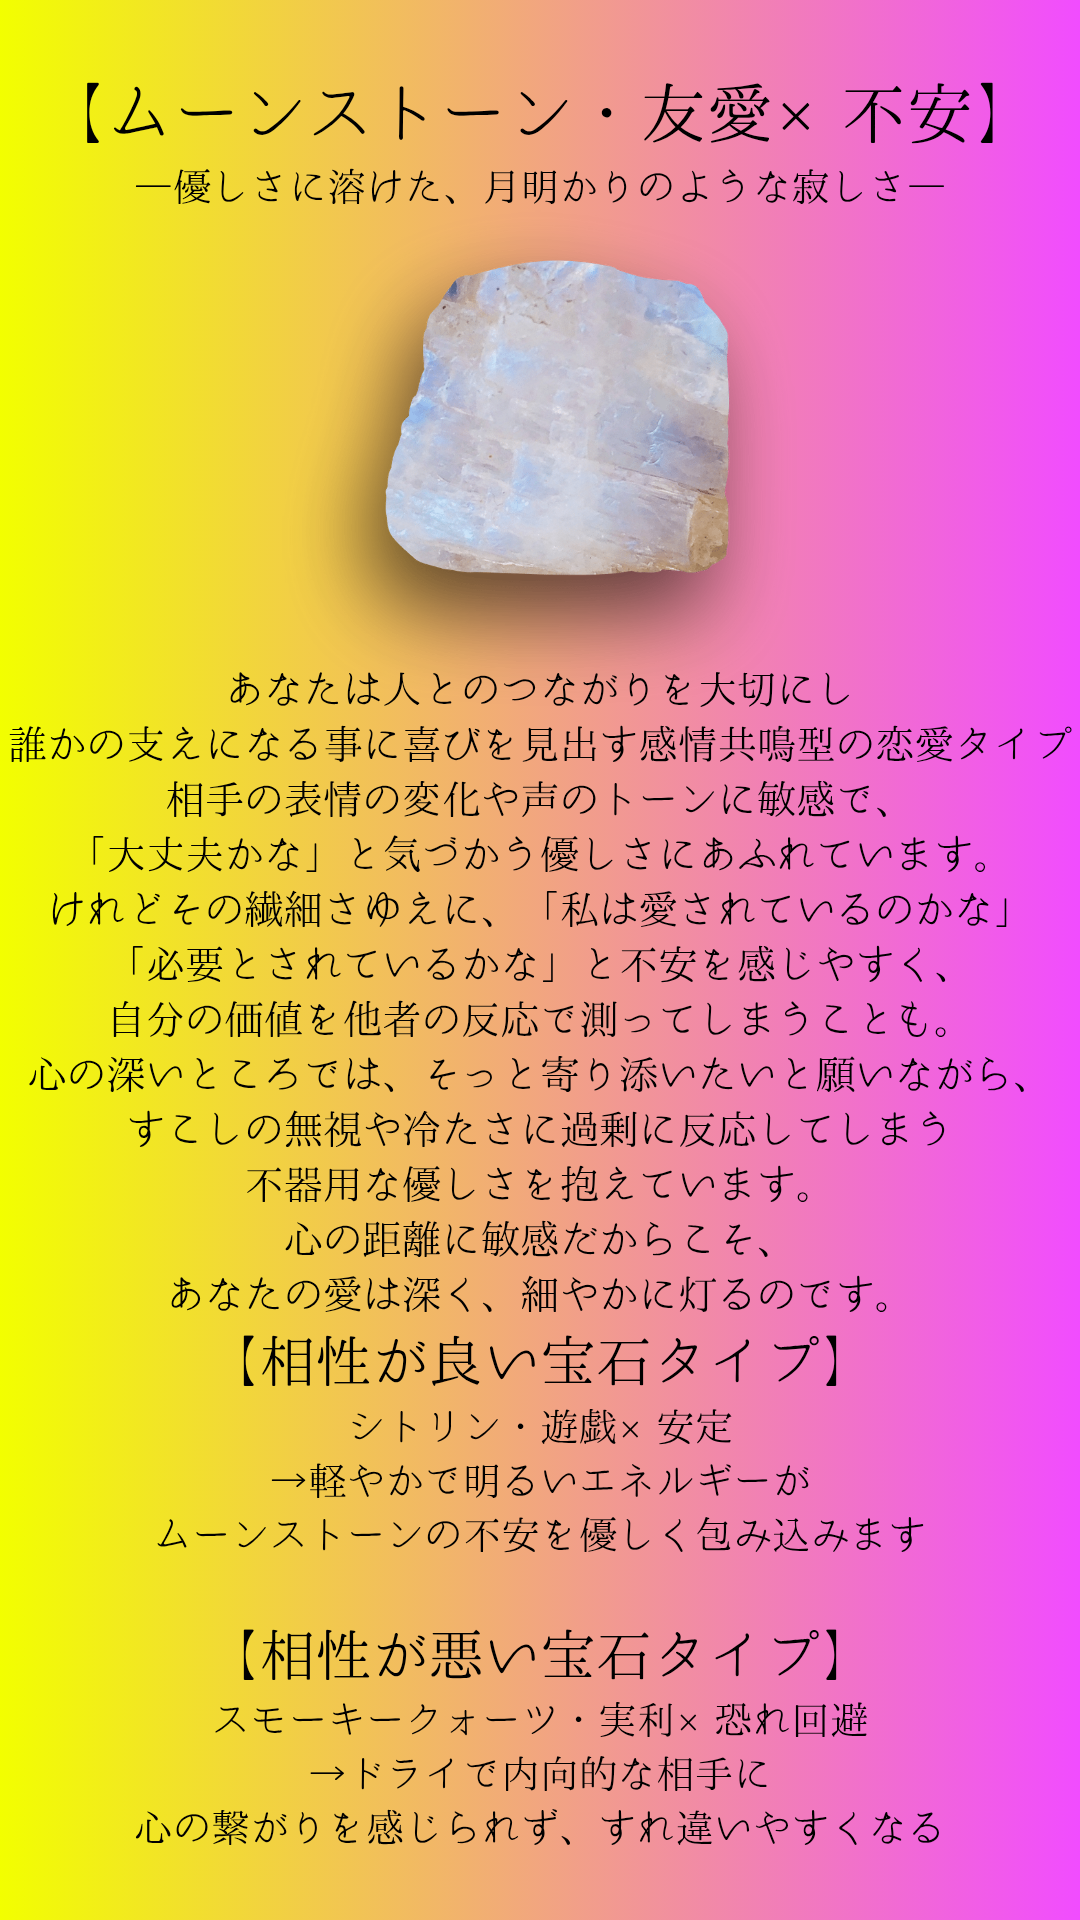 【ムーンストーン・友愛× 不安】
―優しさに溶けた、月明かりのような寂しさ―
あなたは人とのつながりを大切にし
誰かの支えになる事に喜びを見出す感情共鳴型の恋愛タイプ
相手の表情の変化や声のトーンに敏感で、
「大丈夫かな」と気づかう優しさにあふれています。
けれどその繊細さゆえに、「私は愛されているのかな」
「必要とされているかな」と不安を感じやすく、
自分の価値を他者の反応で測ってしまうことも。
心の深いところでは、そっと寄り添いたいと願いながら、
すこしの無視や冷たさに過剰に反応してしまう
不器用な優しさを抱えています。
心の距離に敏感だからこそ、
あなたの愛は深く、細やかに灯るのです。
【相性が良い宝石タイプ】
シトリン・遊戯× 安定
→軽やかで明るいエネルギーが
ムーンストーンの不安を優しく包み込みます
【相性が悪い宝石タイプ】
スモーキークォーツ・実利× 恐れ回避
→ドライで内向的な相手に
心の繋がりを感じられず、すれ違いやすくなる